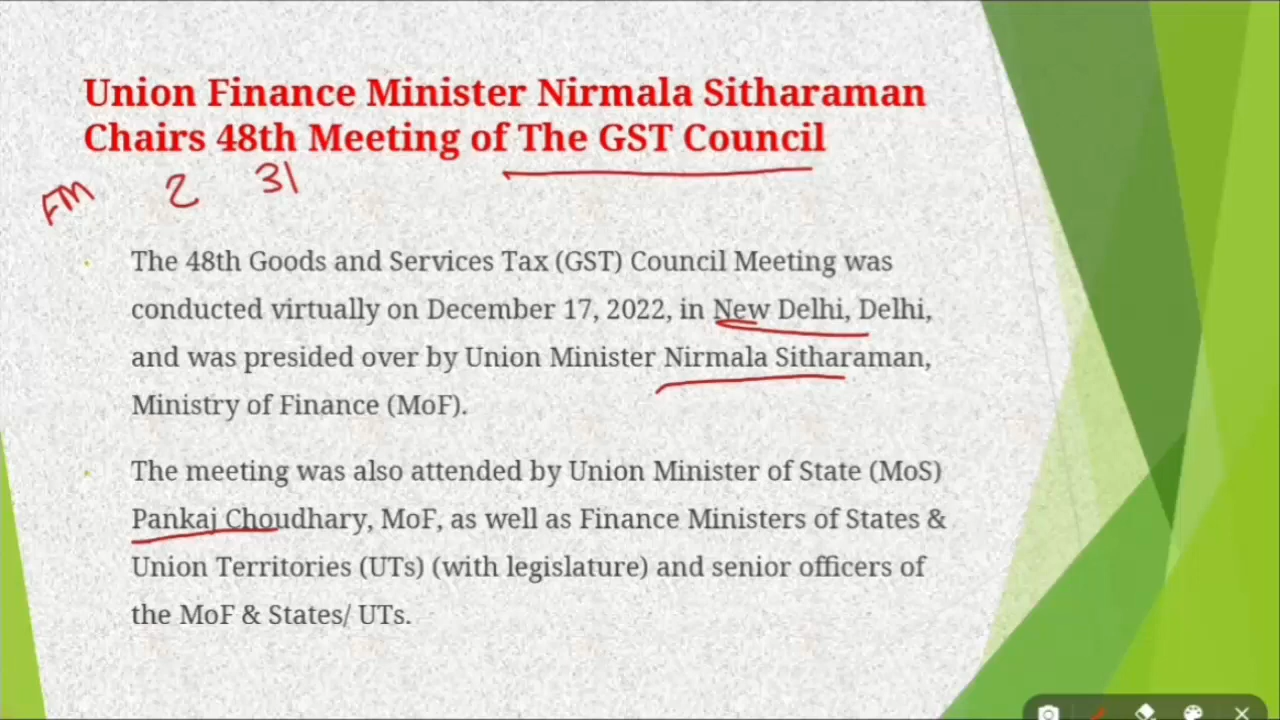 Union Finance Minister Nirmala Sitharaman
Chairs 48th Meeting of The GST Council
FM 2 31
The 48th Goods and Services Tax (GST) Council Meeting was
conducted virtually on December 17, 2022, in New Delhi, Delhi,
and was presided over by Union Minister Nirmala Sitharaman,
Ministry of Finance (MoF).
The meeting was also attended by Union Minister of State (MoS)
Pankaj Choudhary, MoF, as well as Finance Ministers of States &
Union Territories (UTs) (with legislature) and senior officers of
the MoF & States/ UTs.